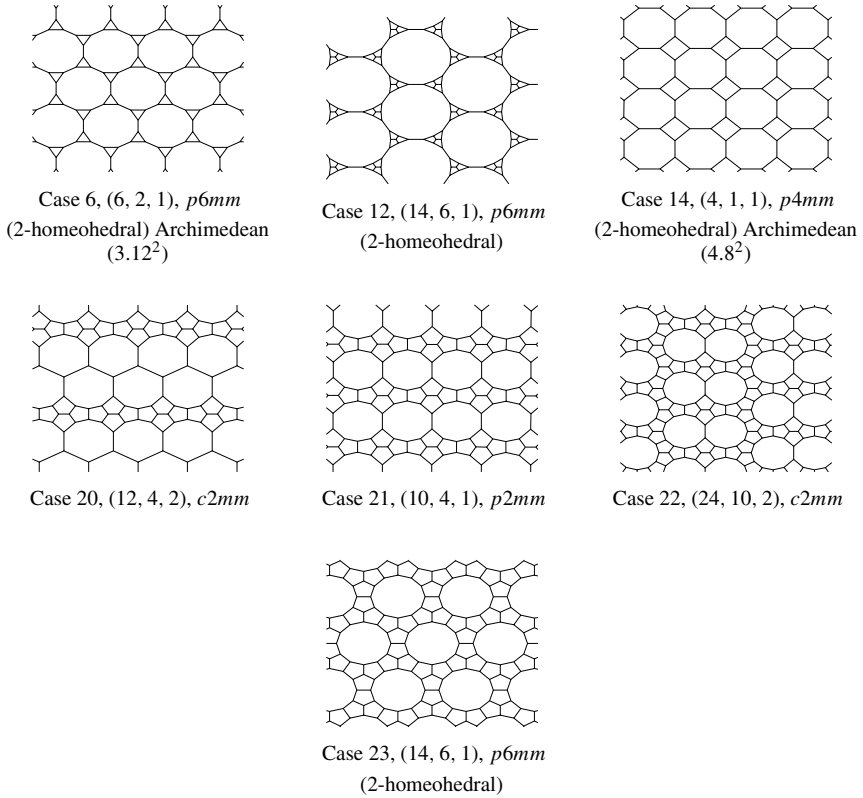 Case 6, (6, 2, 1), p6mm
(2-homeohedral) Archimedean
(3.12²)
Case 12, (14, 6, 1), p6mm
(2-homeohedral)
Case 14, (4, 1, 1), p4mm
(2-homeohedral) Archimedean
(4.8²)
Case 20, (12, 4, 2), c2mm
Case 21, (10, 4, 1), p2mm
Case 22, (24, 10, 2), c2mm
Case 23, (14, 6, 1), p6mm
(2-homeohedral)